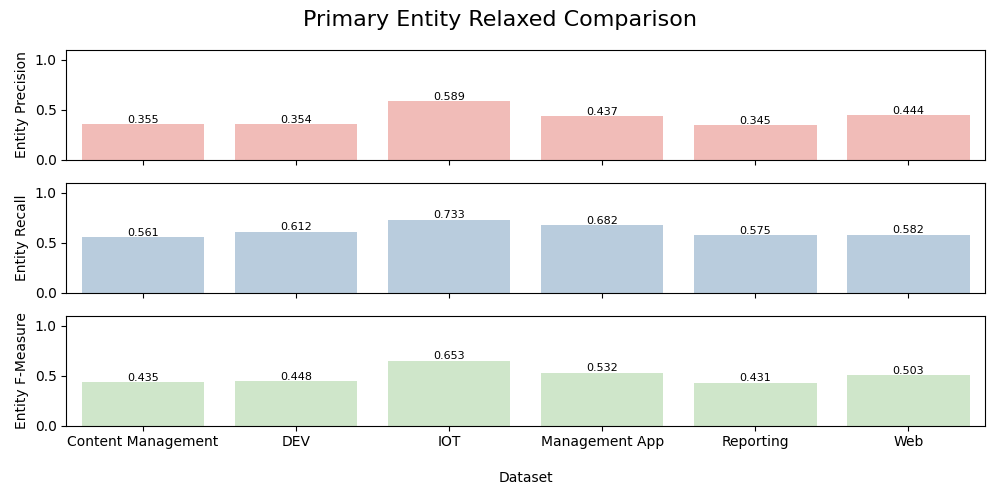 Primary Entity Relaxed Comparison
Entity Precision
1.0
0.5
0.0
0.355
0.354
0.589
0.437
0.345
0.444
Entity Recall
1.0
0.5
0.0
0.561
0.612
0.733
0.682
0.575
0.582
Entity F-Measure
1.0
0.5
0.0
0.435
0.448
0.653
0.532
0.431
0.503
Content Management
DEV
IOT
Management App
Reporting
Web
Dataset